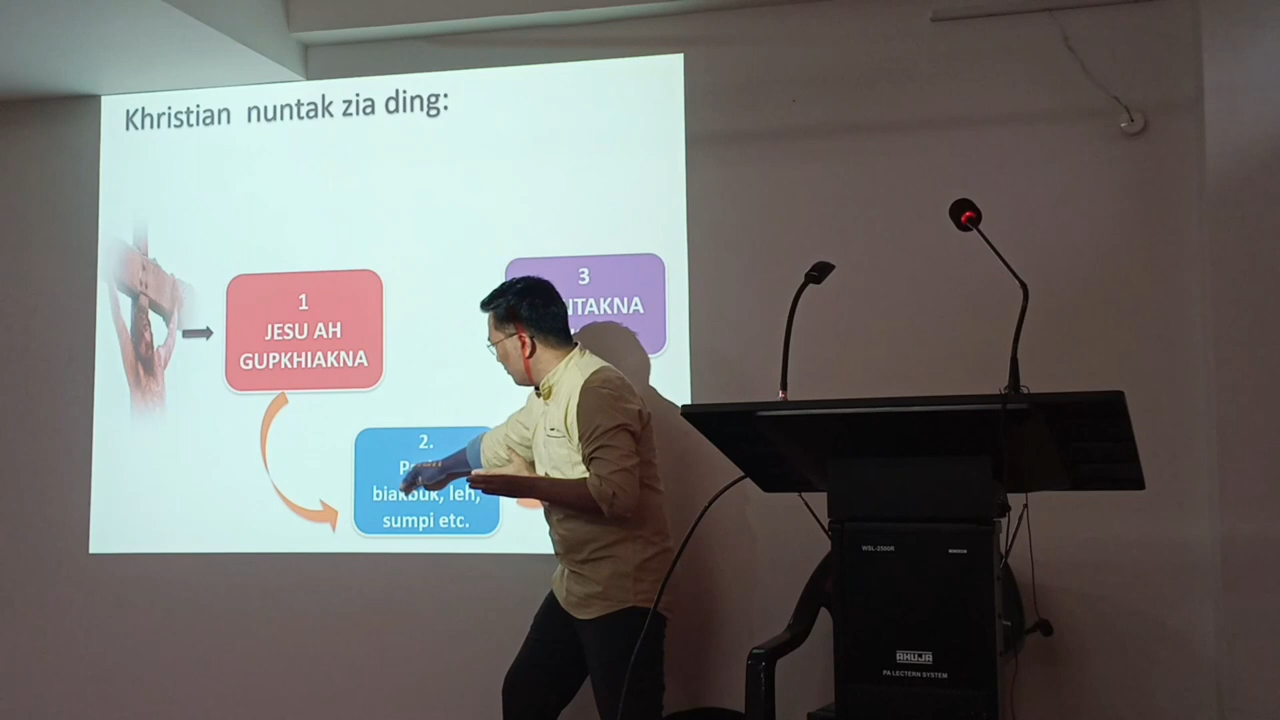 Khristian nuntak zia ding:
1
JESU AH
GUPKHIAKNA
3
2.
biakbuk, leh,
sumpi etc.
WSL-2500R
AHUJA
PA LECTERN SYSTEM